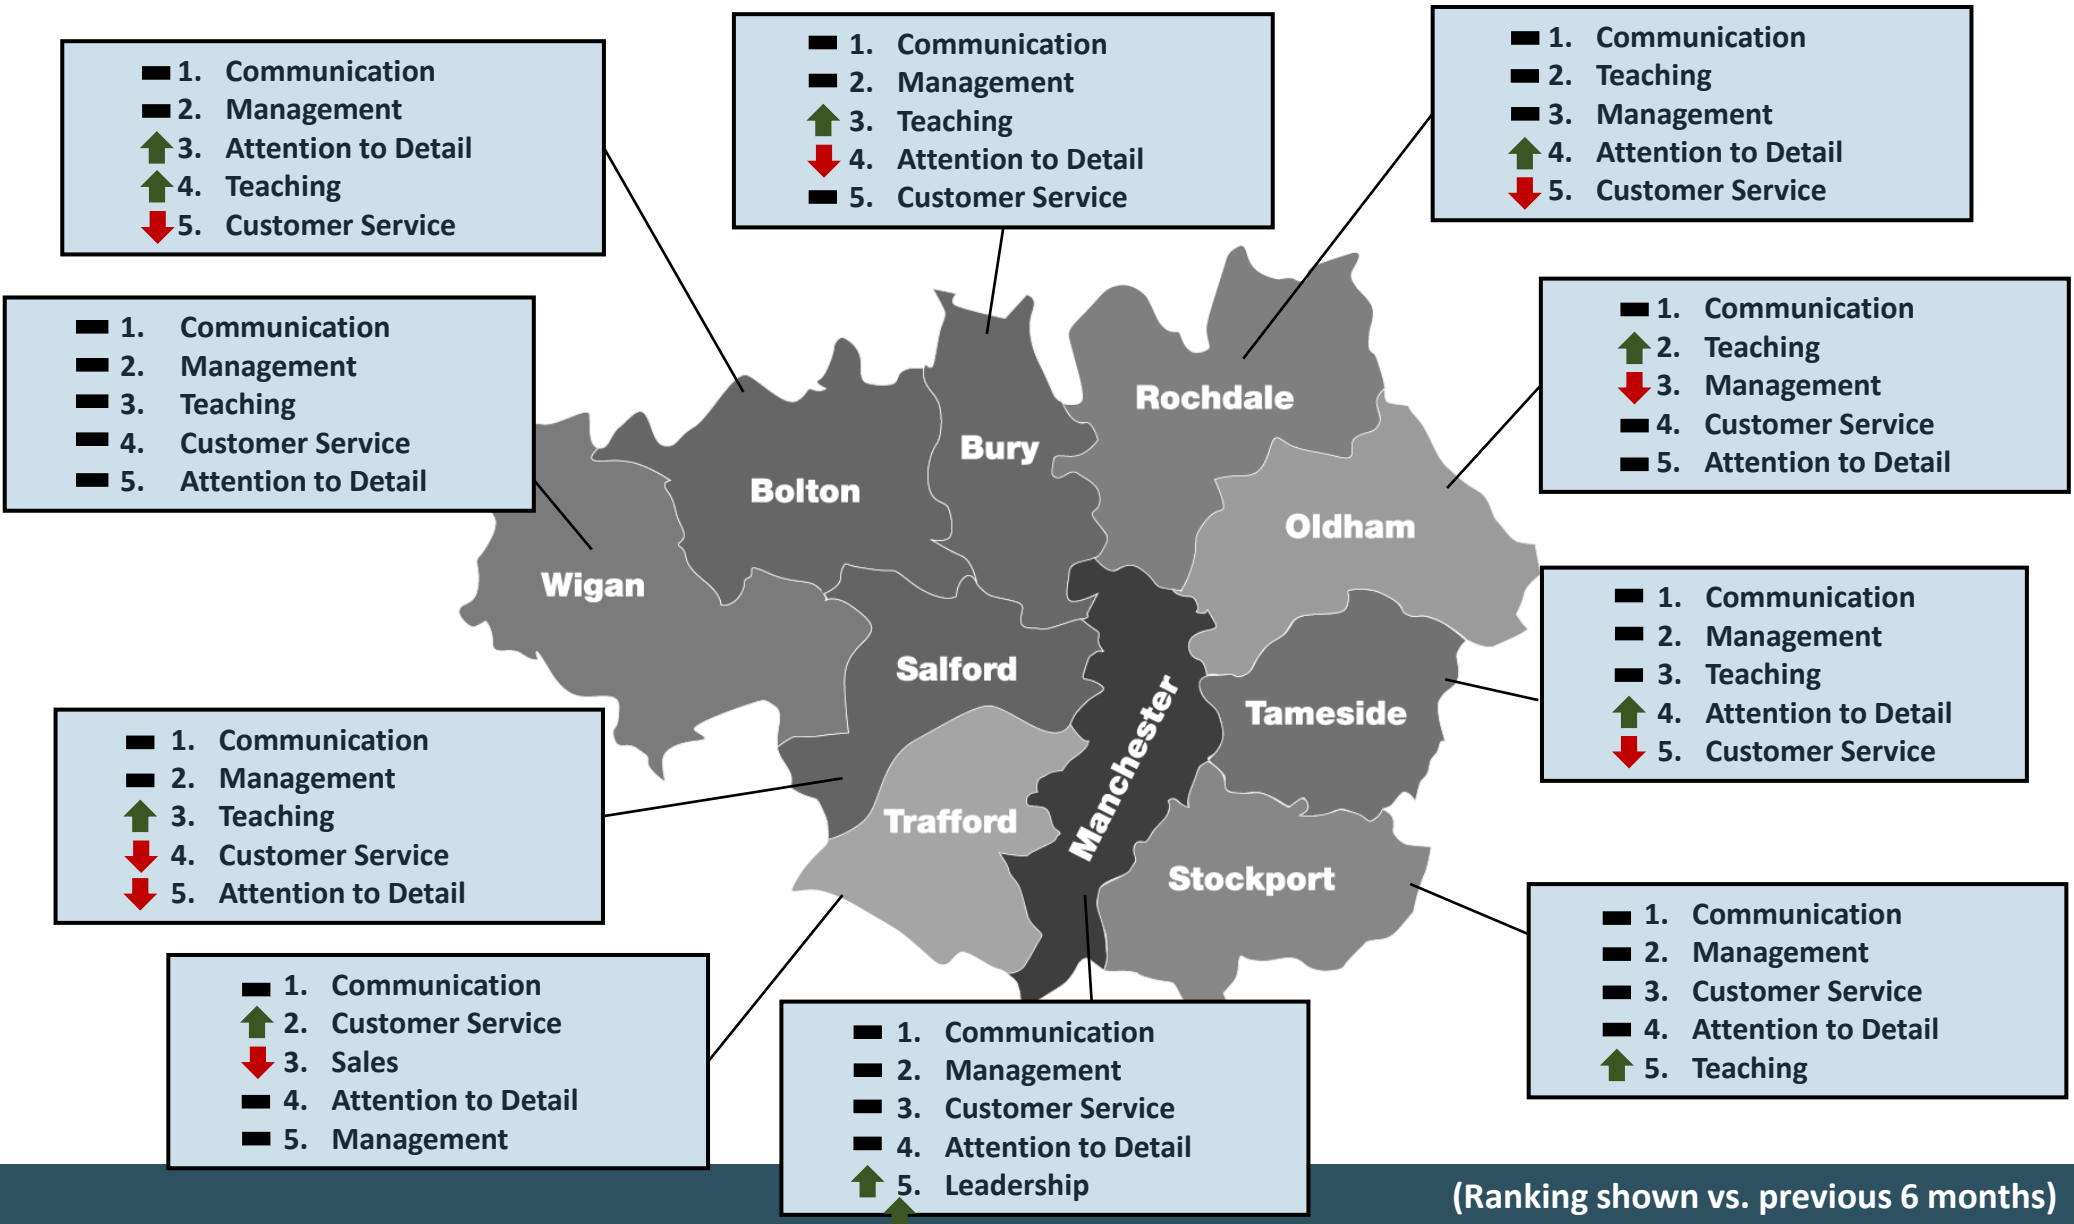 1. Communication
2. Management
3. Attention to Detail
4. Teaching
5. Customer Service
1. Communication
2. Management
3. Teaching
4. Attention to Detail
5. Customer Service
1. Communication
2. Teaching
3. Management
4. Attention to Detail
5. Customer Service
1. Communication
2. Management
3. Teaching
4. Customer Service
5. Attention to Detail
1. Communication
2. Teaching
3. Management
4. Customer Service
5. Attention to Detail
Rochdale
Bury
Bolton
Oldham
Wigan
Salford
Manchester
Tameside
Trafford
Stockport
1. Communication
2. Management
3. Teaching
4. Attention to Detail
5. Customer Service
1. Communication
2. Management
3. Teaching
4. Customer Service
5. Attention to Detail
1. Communication
2. Management
3. Customer Service
4. Attention to Detail
5. Teaching
1. Communication
2. Customer Service
3. Sales
4. Attention to Detail
5. Management
1. Communication
2. Management
3. Customer Service
4. Attention to Detail
5. Leadership
(Ranking shown vs. previous 6 months)